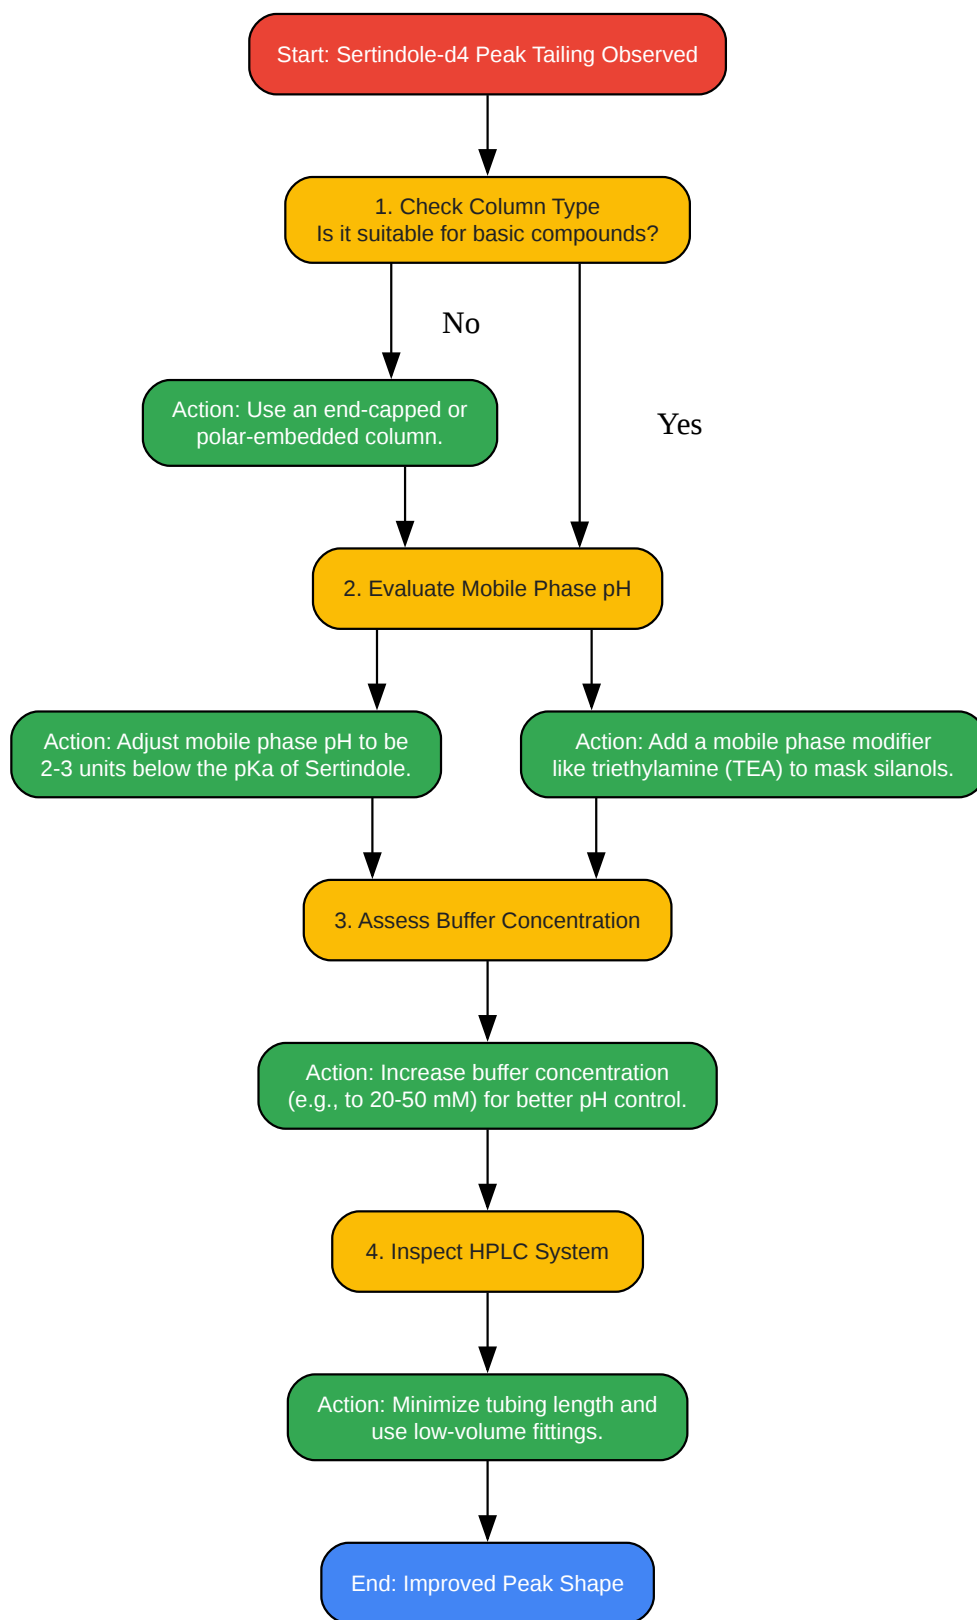 Start: Sertindole-d4 Peak Tailing Observed
1. Check Column Type
Is it suitable for basic compounds?
No
Action: Use an end-capped or
polar-embedded column.
Yes
2. Evaluate Mobile Phase pH
Action: Adjust mobile phase pH to be
2-3 units below the pKa of Sertindole.
Action: Add a mobile phase modifier
like triethylamine (TEA) to mask silanols.
3. Assess Buffer Concentration
Action: Increase buffer concentration
(e.g., to 20-50 mM) for better pH control.
4. Inspect HPLC System
Action: Minimize tubing length and
use low-volume fittings.
End: Improved Peak Shape